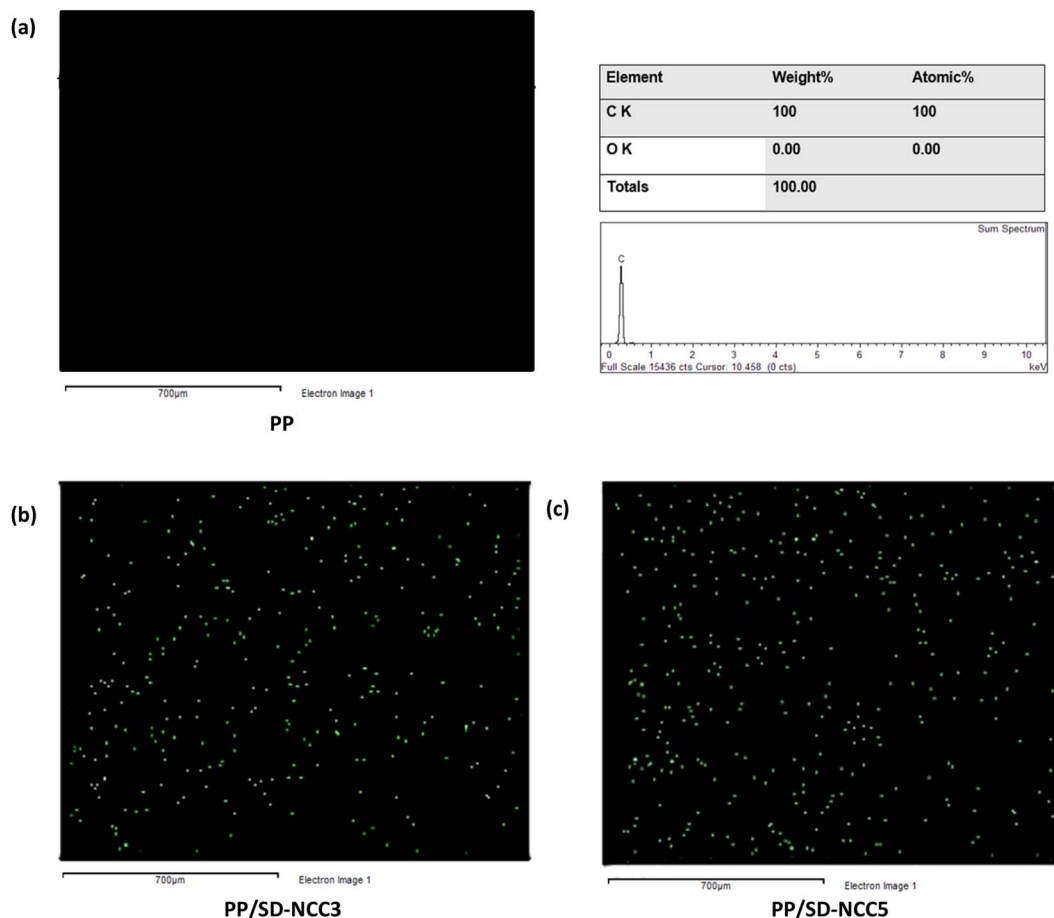 (a)
700µm Electron Image 1
PP
Element Weight% Atomic%
C K 100 100
O K 0.00 0.00
Totals 100.00
Sum Spectrum
C
0 1 2 3 4 5 6 7 8 9 10
Full Scale 15436 cts Cursor: 10.458 (0 cts) keV
(b)
700µm Electron Image 1
PP/SD-NCC3
(c)
700µm Electron Image 1
PP/SD-NCC5